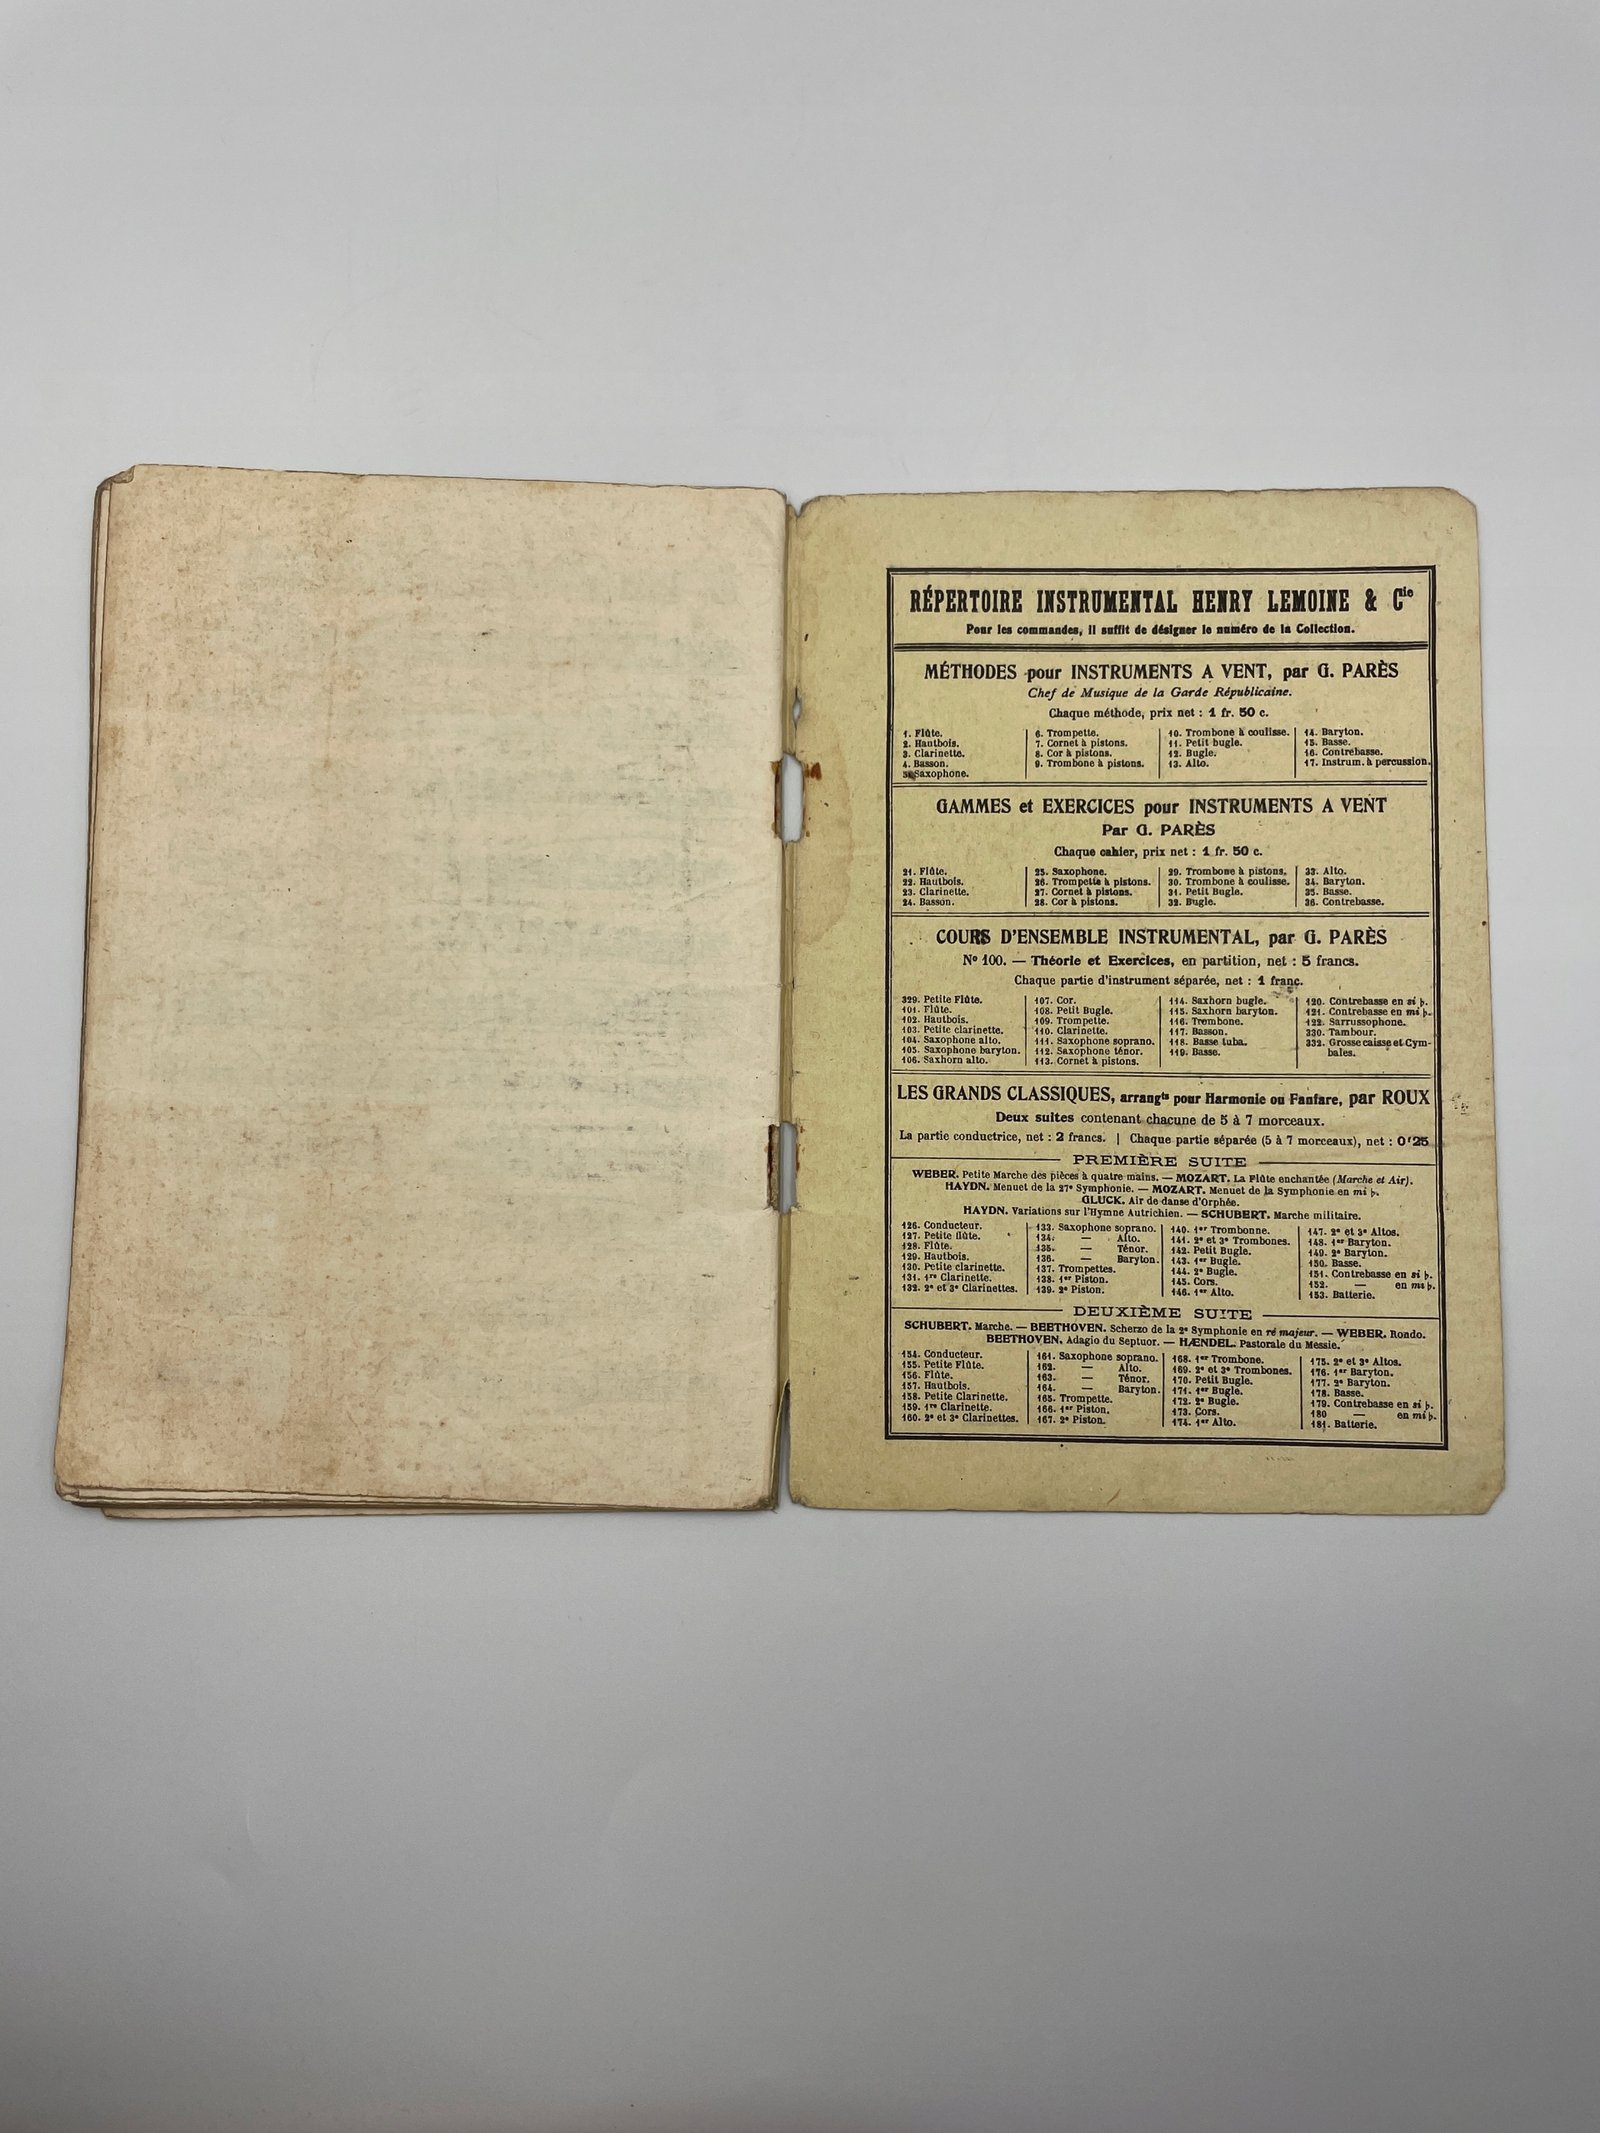 RÉPERTOIRE INSTRUMENTAL HENRY LEMOINE & Cie
Pour les commandes, il suffit de désigner le numéro de la Collection.
MÉTHODES pour INSTRUMENTS A VENT, par G. PARÈS
Chef de Musique de la Garde Républicaine.
Chaque méthode, prix net : 1 fr. 50 c.
1. Flûte.
2. Hautbois.
3. Clarinette.
4. Basson.
5. Saxophone.
6. Trompette.
7. Cornet à pistons.
8. Cor à pistons.
9. Trombone à pistons.
10. Trombone à coulisse.
11. Petit bugle.
12. Bugle.
13. Alto.
14. Baryton.
15. Basse.
16. Contrebasse.
17. Instrum. à percussion.
GAMMES et EXERCICES pour INSTRUMENTS A VENT
Par G. PARÈS
Chaque cahier, prix net : 1 fr. 50 c.
21. Flûte.
22. Hautbois.
23. Clarinette.
24. Basson.
25. Saxophone.
26. Trompette à pistons.
27. Cornet à pistons.
28. Cor à pistons.
29. Trombone à pistons.
30. Trombone à coulisse.
31. Petit Bugle.
32. Bugle.
33. Alto.
34. Baryton.
35. Basse.
36. Contrebasse.
COURS D'ENSEMBLE INSTRUMENTAL, par G. PARÈS
No 100. — Théorie et Exercices, en partition, net : 5 francs.
Chaque partie d'instrument séparée, net : 1 franc.
329. Petite Flûte.
101. Flûte.
102. Hautbois.
103. Petite clarinette.
104. Saxophone alto.
105. Saxophone baryton.
106. Saxhorn alto.
107. Cor.
108. Petit Bugle.
109. Trompette.
110. Clarinette.
111. Saxophone soprano.
112. Saxophone ténor.
113. Cornet à pistons.
114. Saxhorn bugle.
115. Saxhorn baryton.
116. Trombone.
117. Basson.
118. Basse tuba.
119. Basse.
120. Contrebasse en si ♭.
121. Contrebasse en mi ♭.
122. Sarrussophone.
330. Tambour.
332. Grosse caisse et Cym-
bales.
LES GRANDS CLASSIQUES, arrangts pour Harmonie ou Fanfare, par ROUX
Deux suites contenant chacune de 5 à 7 morceaux.
La partie conductrice, net : 2 francs. | Chaque partie séparée (5 à 7 morceaux), net : 0f25
PREMIÈRE SUITE
WEBER. Petite Marche des pièces à quatre mains. — MOZART. La Flûte enchantée (Marche et Air).
HAYDN. Menuet de la 27e Symphonie. — MOZART. Menuet de la Symphonie en mi ♭.
GLUCK. Air de danse d'Orphée.
HAYDN. Variations sur l'Hymne Autrichien. — SCHUBERT. Marche militaire.
126. Conducteur.
127. Petite flûte.
128. Flûte.
129. Hautbois.
130. Petite clarinette.
131. 1re Clarinette.
132. 2e et 3e Clarinettes.
133. Saxophone soprano.
134. — Alto.
135. — Ténor.
136. — Baryton.
137. Trompettes.
138. 1er Piston.
139. 2e Piston.
140. 1er Trombonne.
141. 2e et 3e Trombones.
142. Petit Bugle.
143. 1er Bugle.
144. 2e Bugle.
145. Cors.
146. 1er Alto.
147. 2e et 3e Altos.
148. 1er Baryton.
149. 2e Baryton.
150. Basse.
151. Contrebasse en si ♭.
152. — en mi ♭.
153. Batterie.
DEUXIÈME SUITE
SCHUBERT. Marche. — BEETHOVEN. Scherzo de la 2e Symphonie en ré majeur. — WEBER. Rondo.
BEETHOVEN. Adagio du Septuor. — HÆNDEL. Pastorale du Messie.
154. Conducteur.
155. Petite Flûte.
156. Flûte.
157. Hautbois.
158. Petite Clarinette.
159. 1re Clarinette.
160. 2e et 3e Clarinettes.
161. Saxophone soprano.
162. — Alto.
163. — Ténor.
164. — Baryton.
165. Trompette.
166. 1er Piston.
167. 2e Piston.
168. 1er Trombone.
169. 2e et 3e Trombones.
170. Petit Bugle.
171. 1er Bugle.
172. 2e Bugle.
173. Cors.
174. 1er Alto.
175. 2e et 3e Altos.
176. 1er Baryton.
177. 2e Baryton.
178. Basse.
179. Contrebasse en si ♭.
180 — en mi ♭.
181. Batterie.